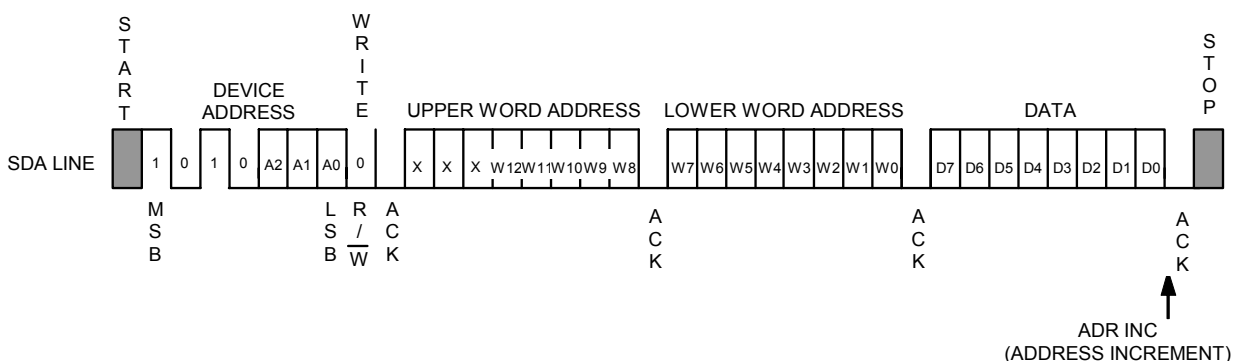 START
WRITE
STOP
DEVICE
ADDRESS
UPPER WORD ADDRESS
LOWER WORD ADDRESS
DATA
SDA LINE
1 0 1 0 A2 A1 A0 0 X X X W12 W11 W10 W9 W8 W7 W6 W5 W4 W3 W2 W1 W0 D7 D6 D5 D4 D3 D2 D1 D0
MSB
LSB
R/W
ACK
ACK
ACK
ACK
ADR INC
(ADDRESS INCREMENT)